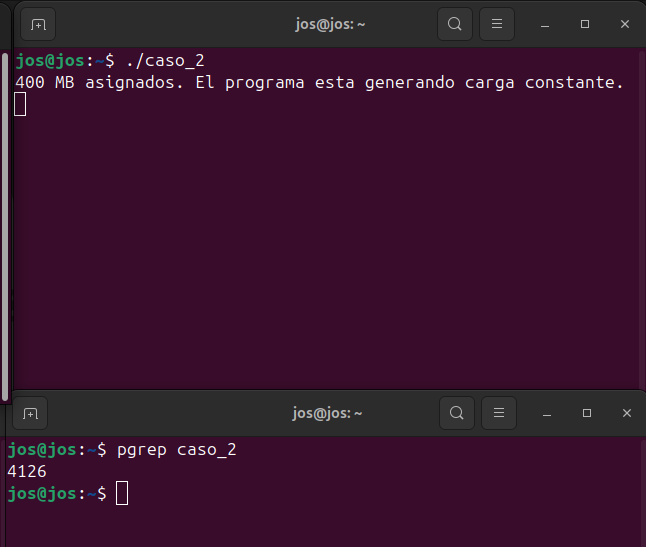 jos@jos: ~
jos@jos:~$ ./caso_2
400 MB asignados. El programa esta generando carga constante.
jos@jos: ~
jos@jos:~$ pgrep caso_2
4126
jos@jos:~$